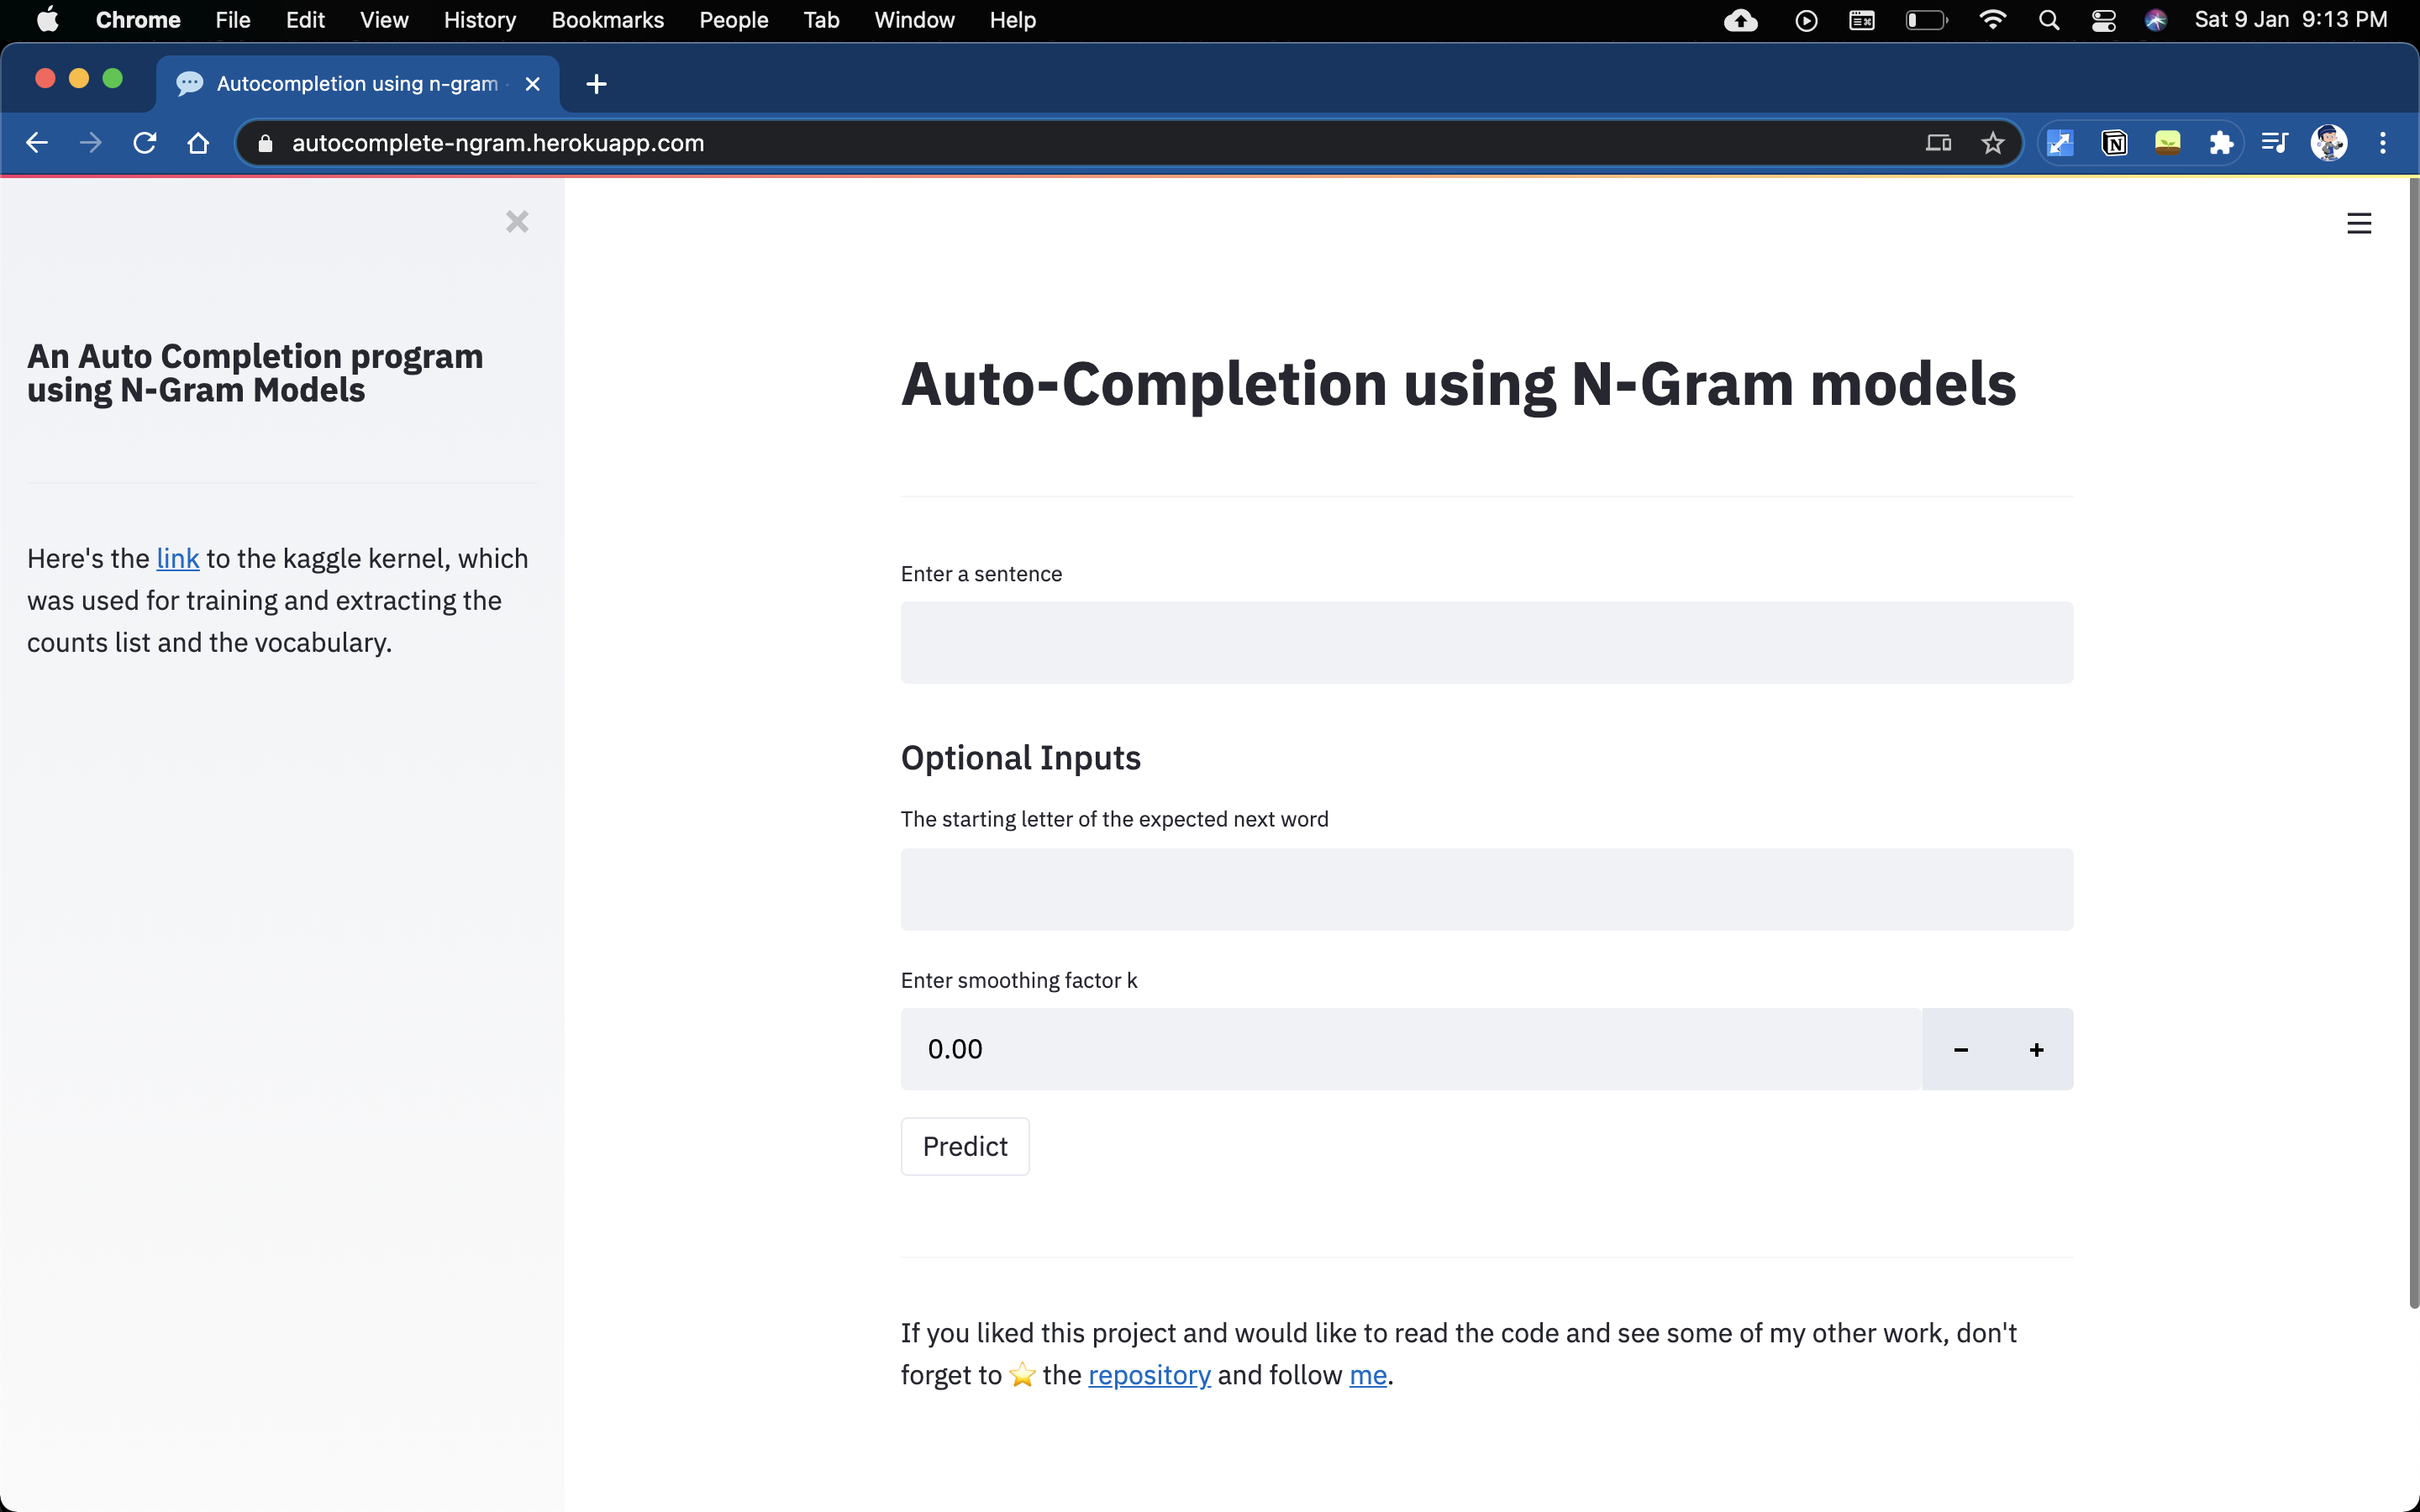 Chrome File Edit View History Bookmarks People Tab Window Help Sat 9 Jan 9:13 PM
Autocompletion using n-gram
autocomplete-ngram.herokuapp.com
An Auto Completion program
using N-Gram Models
Here's the link to the kaggle kernel, which
was used for training and extracting the
counts list and the vocabulary.
Auto-Completion using N-Gram models
Enter a sentence
Optional Inputs
The starting letter of the expected next word
Enter smoothing factor k
0.00
Predict
If you liked this project and would like to read the code and see some of my other work, don't
forget to ⭐ the repository and follow me.